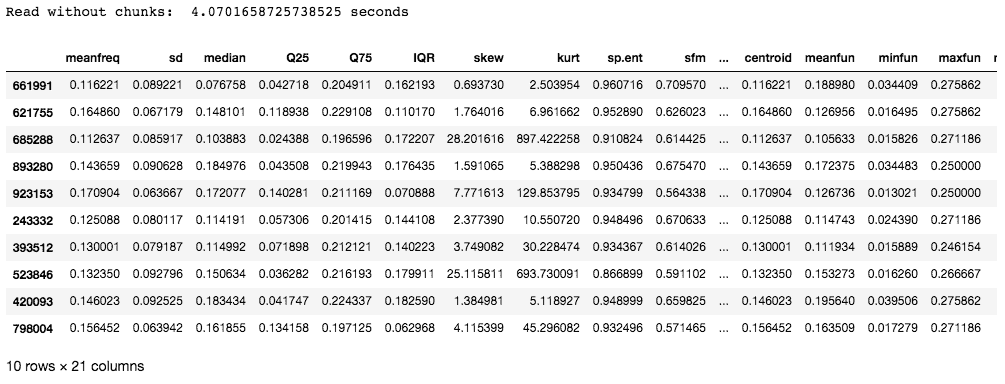 Read without chunks:  4.0701658725738525 seconds
meanfreq sd median Q25 Q75 IQR skew kurt sp.ent sfm ... centroid meanfun minfun maxfun
661991 0.116221 0.089221 0.076758 0.042718 0.204911 0.162193 0.693730 2.503954 0.960716 0.709570 ... 0.116221 0.188980 0.034409 0.275862
621755 0.164860 0.067179 0.148101 0.118938 0.229108 0.110170 1.764016 6.961662 0.952890 0.626023 ... 0.164860 0.126956 0.016495 0.275862
685288 0.112637 0.085917 0.103883 0.024388 0.196596 0.172207 28.201616 897.422258 0.910824 0.614425 ... 0.112637 0.105633 0.015826 0.271186
893280 0.143659 0.090628 0.184976 0.043508 0.219943 0.176435 1.591065 5.388298 0.950436 0.675470 ... 0.143659 0.172375 0.034483 0.250000
923153 0.170904 0.063667 0.172077 0.140281 0.211169 0.070888 7.771613 129.853795 0.934799 0.564338 ... 0.170904 0.126736 0.013021 0.250000
243332 0.125088 0.080117 0.114191 0.057306 0.201415 0.144108 2.377390 10.550720 0.948496 0.670633 ... 0.125088 0.114743 0.024390 0.271186
393512 0.130001 0.079187 0.114992 0.071898 0.212121 0.140223 3.749082 30.228474 0.934367 0.614026 ... 0.130001 0.111934 0.015889 0.246154
523846 0.132350 0.092796 0.150634 0.036282 0.216193 0.179911 25.115811 693.730091 0.866899 0.591102 ... 0.132350 0.153273 0.016260 0.266667
420093 0.146023 0.092525 0.183434 0.041747 0.224337 0.182590 1.384981 5.118927 0.948999 0.659825 ... 0.146023 0.195640 0.039506 0.275862
798004 0.156452 0.063942 0.161855 0.134158 0.197125 0.062968 4.115399 45.296082 0.932496 0.571465 ... 0.156452 0.163509 0.017279 0.271186
10 rows × 21 columns